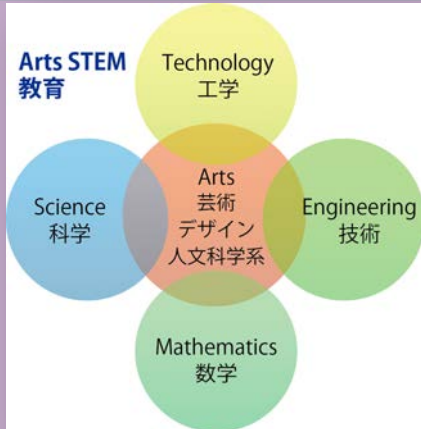 Arts STEM
教育
Technology
工学
Science
科学
Arts
芸術
デザイン
人文科学系
Engineering
技術
Mathematics
数学